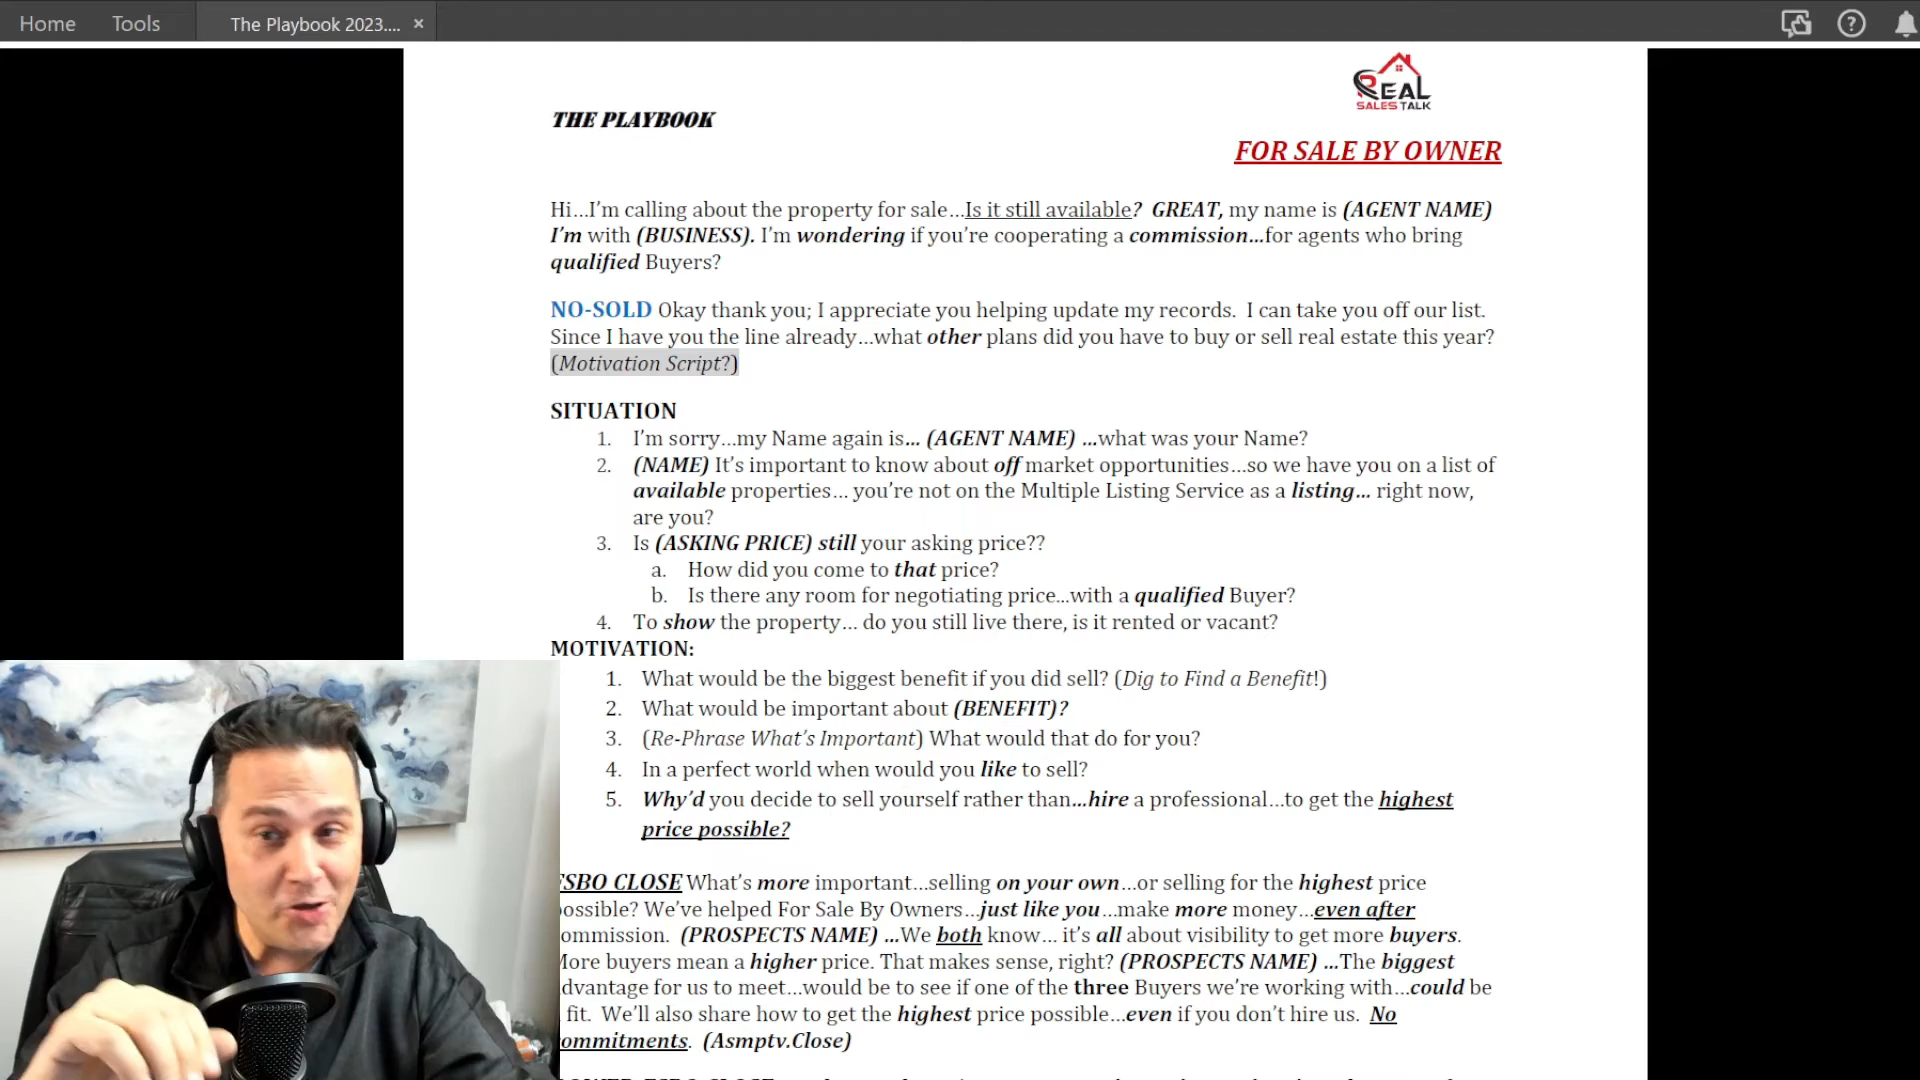 Home Tools The Playbook 2023.... ×
REAL
SALES TALK
THE PLAYBOOK
FOR SALE BY OWNER
Hi…I’m calling about the property for sale…Is it still available? GREAT, my name is (AGENT NAME)
I’m with (BUSINESS). I’m wondering if you’re cooperating a commission…for agents who bring
qualified Buyers?
NO-SOLD Okay thank you; I appreciate you helping update my records. I can take you off our list.
Since I have you the line already…what other plans did you have to buy or sell real estate this year?
(Motivation Script?)
SITUATION
1. I’m sorry…my Name again is… (AGENT NAME) …what was your Name?
2. (NAME) It’s important to know about off market opportunities…so we have you on a list of
available properties… you’re not on the Multiple Listing Service as a listing… right now,
are you?
3. Is (ASKING PRICE) still your asking price??
a. How did you come to that price?
b. Is there any room for negotiating price…with a qualified Buyer?
4. To show the property… do you still live there, is it rented or vacant?
MOTIVATION:
1. What would be the biggest benefit if you did sell? (Dig to Find a Benefit!)
2. What would be important about (BENEFIT)?
3. (Re-Phrase What’s Important) What would that do for you?
4. In a perfect world when would you like to sell?
5. Why’d you decide to sell yourself rather than…hire a professional…to get the highest
price possible?
FSBO CLOSE What’s more important…selling on your own…or selling for the highest price
possible? We’ve helped For Sale By Owners…just like you…make more money…even after
ommission. (PROSPECTS NAME) …We both know… it’s all about visibility to get more buyers.
More buyers mean a higher price. That makes sense, right? (PROSPECTS NAME) …The biggest
dvantage for us to meet…would be to see if one of the three Buyers we’re working with…could be
fit. We’ll also share how to get the highest price possible…even if you don’t hire us. No
ommitments. (Asmptv.Close)